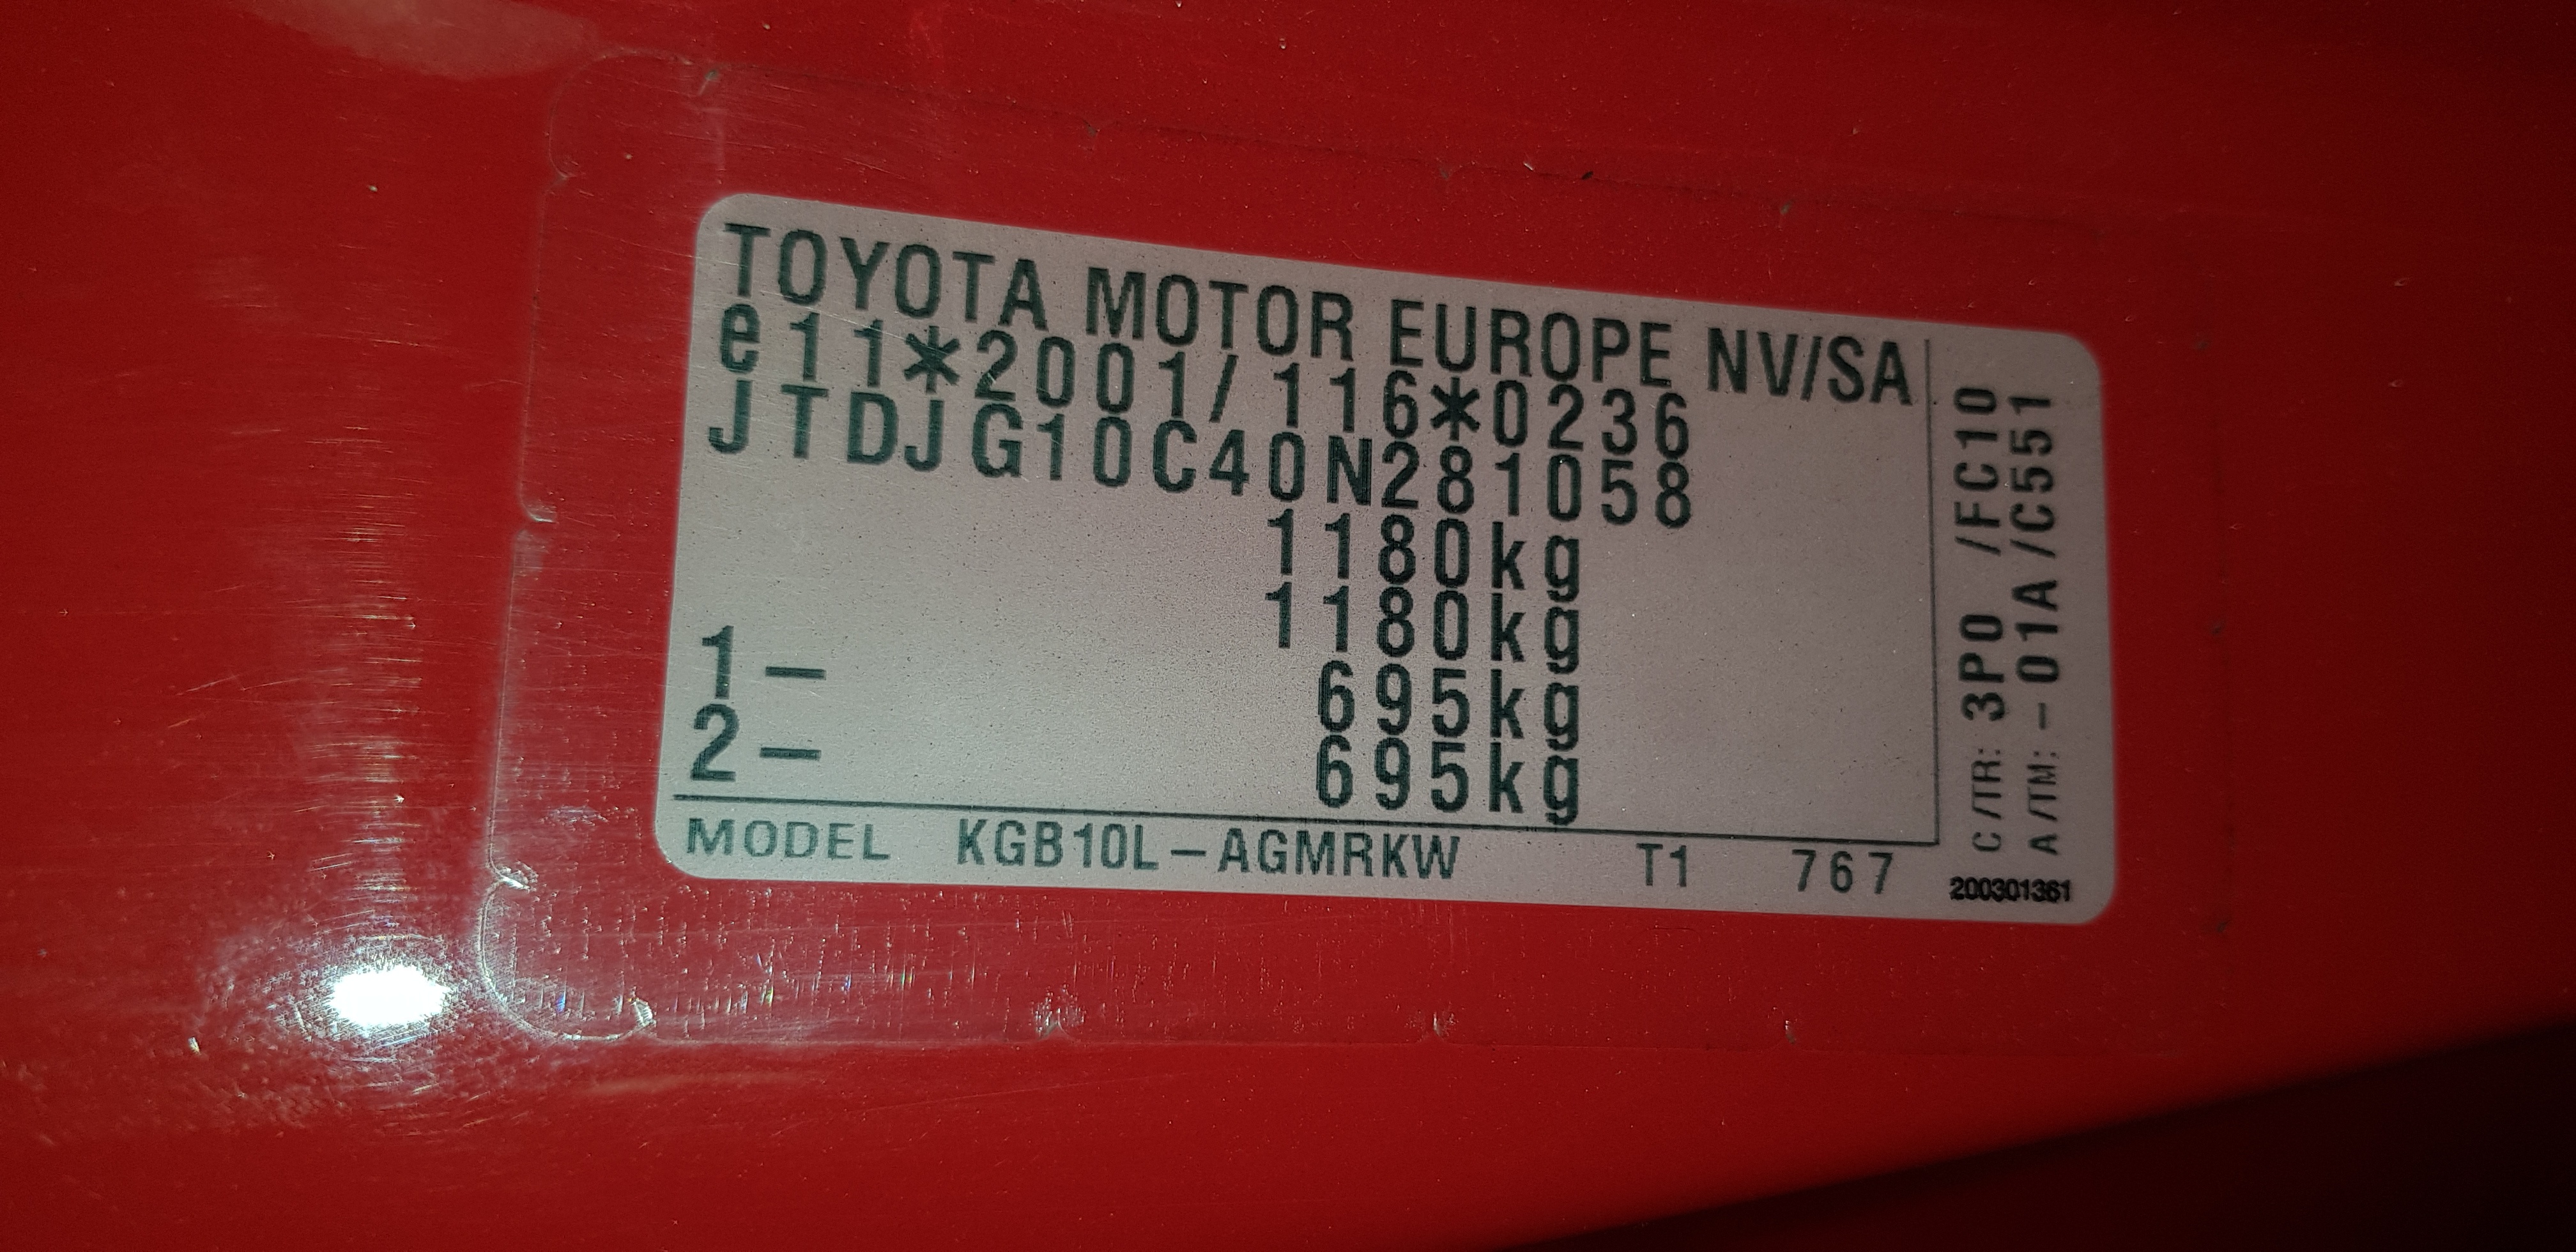 TOYOTA MOTOR EUROPE NV/SA
e11*2001/116*0236
JTDJG10C40N281058
1180kg
1180kg
1– 695kg
2– 695kg
MODEL KGB10L–AGMRKW T1 767
C/TR: 3P0 /FC10
A/TM: –01A/C551
200301361